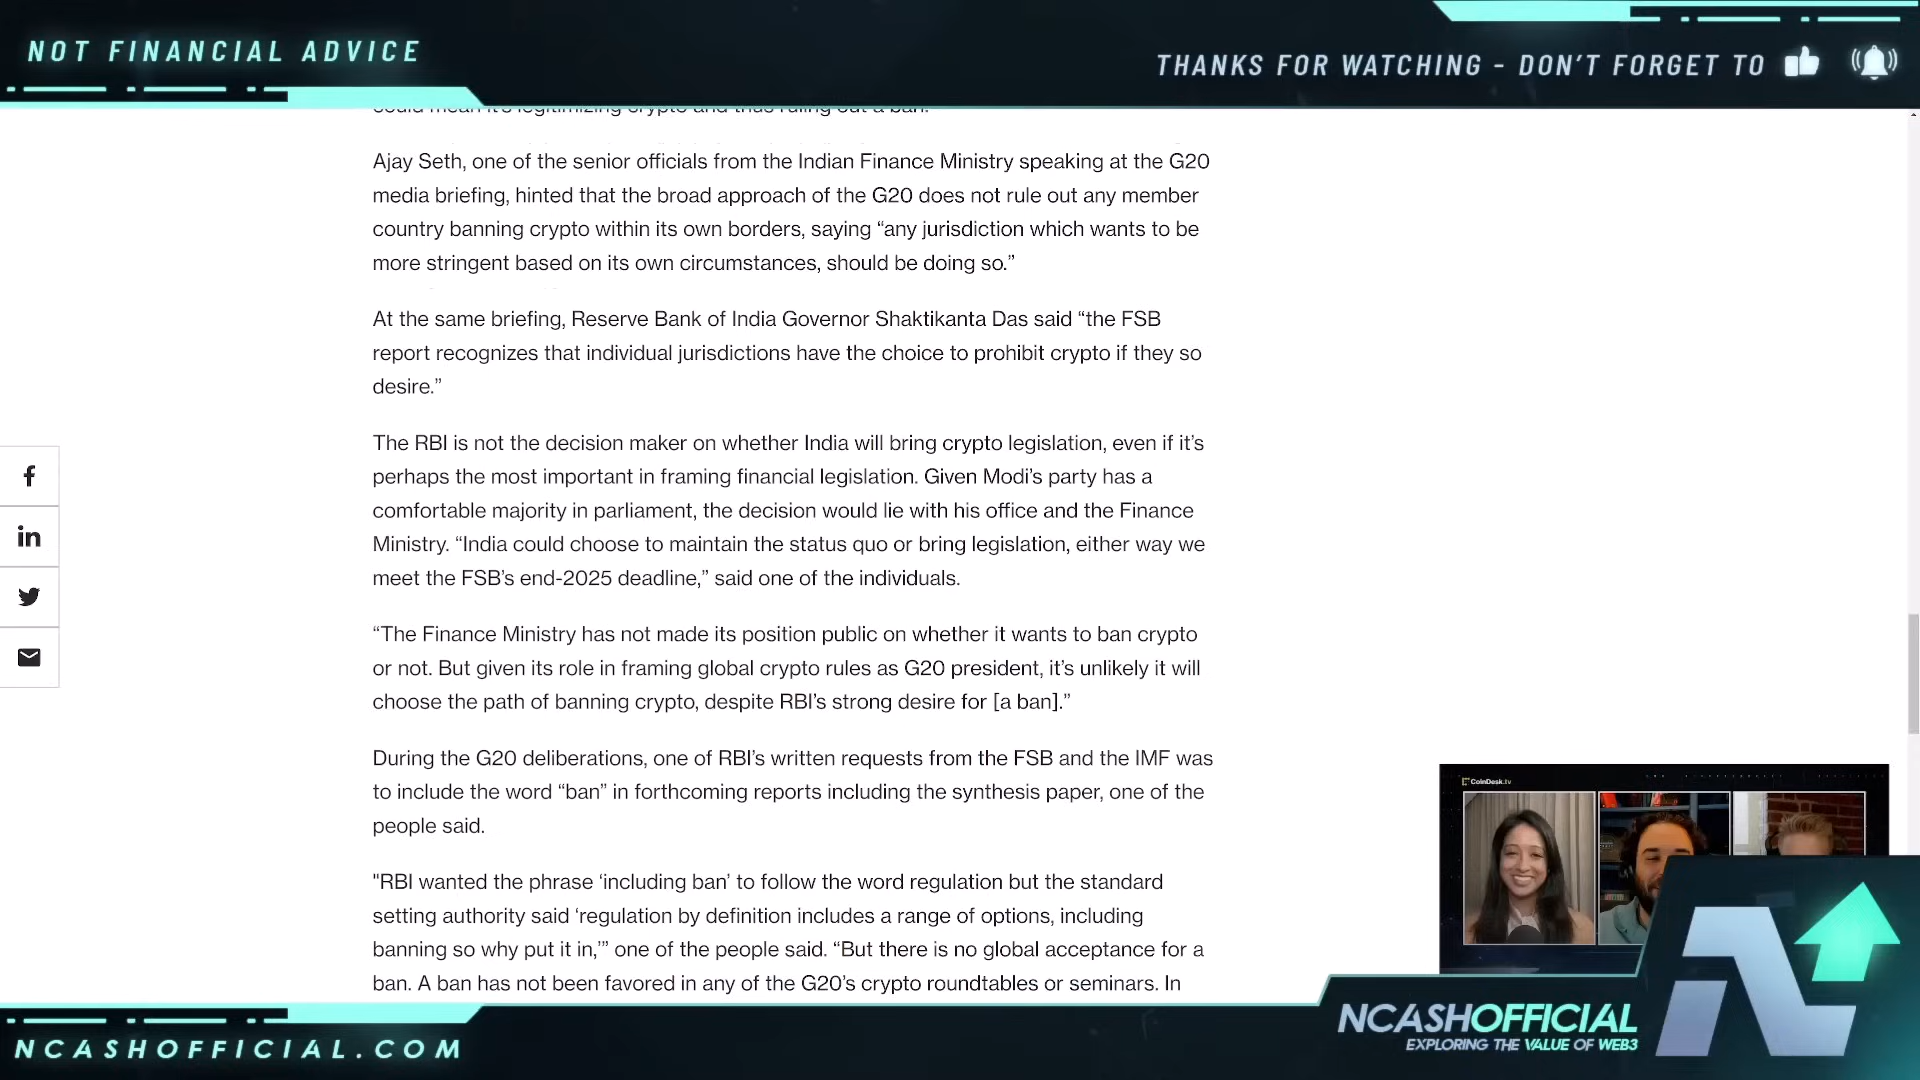 NOT FINANCIAL ADVICE
THANKS FOR WATCHING - DON'T FORGET TO
could mean it's legitimizing crypto and thus ruling out a ban.
Ajay Seth, one of the senior officials from the Indian Finance Ministry speaking at the G20
media briefing, hinted that the broad approach of the G20 does not rule out any member
country banning crypto within its own borders, saying “any jurisdiction which wants to be
more stringent based on its own circumstances, should be doing so.”
At the same briefing, Reserve Bank of India Governor Shaktikanta Das said “the FSB
report recognizes that individual jurisdictions have the choice to prohibit crypto if they so
desire.”
The RBI is not the decision maker on whether India will bring crypto legislation, even if it’s
perhaps the most important in framing financial legislation. Given Modi’s party has a
comfortable majority in parliament, the decision would lie with his office and the Finance
Ministry. “India could choose to maintain the status quo or bring legislation, either way we
meet the FSB’s end-2025 deadline,” said one of the individuals.
“The Finance Ministry has not made its position public on whether it wants to ban crypto
or not. But given its role in framing global crypto rules as G20 president, it’s unlikely it will
choose the path of banning crypto, despite RBI’s strong desire for [a ban].”
During the G20 deliberations, one of RBI’s written requests from the FSB and the IMF was
to include the word “ban” in forthcoming reports including the synthesis paper, one of the
people said.
"RBI wanted the phrase ‘including ban’ to follow the word regulation but the standard
setting authority said ‘regulation by definition includes a range of options, including
banning so why put it in,’” one of the people said. “But there is no global acceptance for a
ban. A ban has not been favored in any of the G20’s crypto roundtables or seminars. In
CoinDesk.tv
NCASHOFFICIAL
EXPLORING THE VALUE OF WEB3
NCASHOFFICIAL.COM